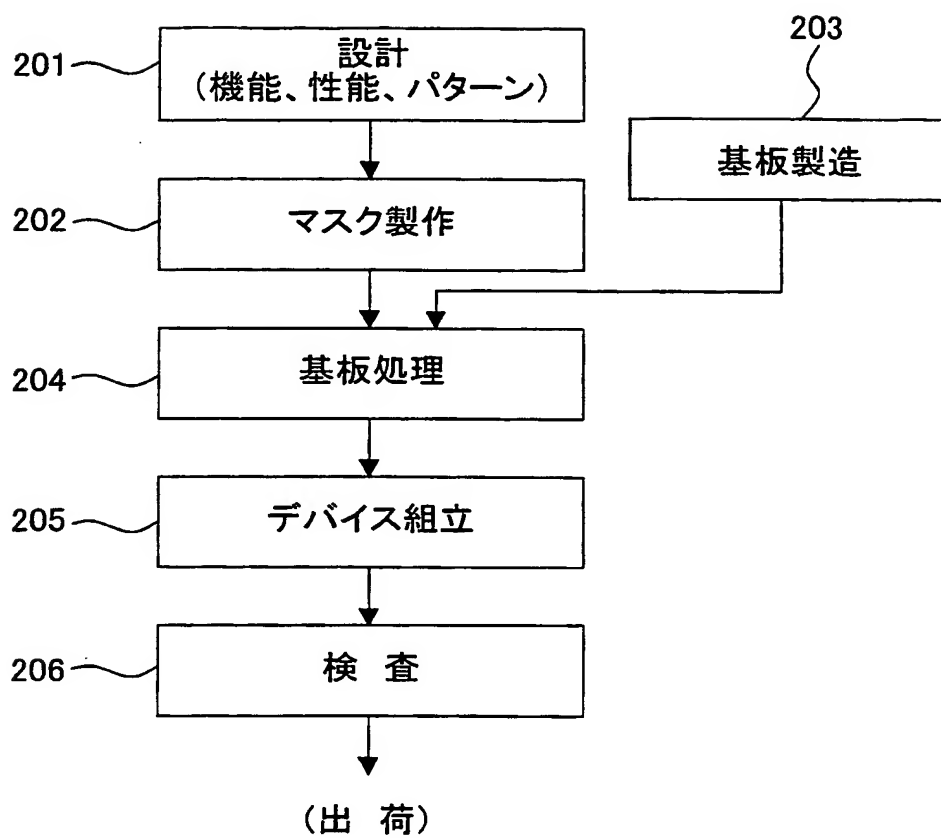 201
設計
(機能、性能、パターン)
203
基板製造
202
マスク製作
204
基板処理
205
デバイス組立
206
検 査
(出 荷)